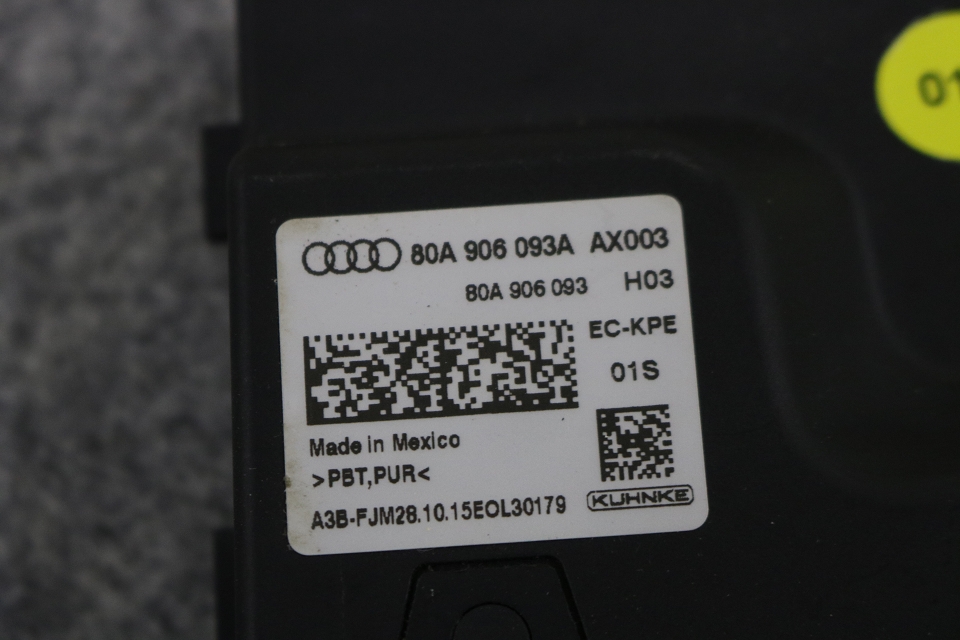 80A 906 093A AX003
80A 906 093 H03
EC-KPE
01S
Made in Mexico
>PBT,PUR<
A3B-FJM28.10.15EOL30179
KUHNKE
01